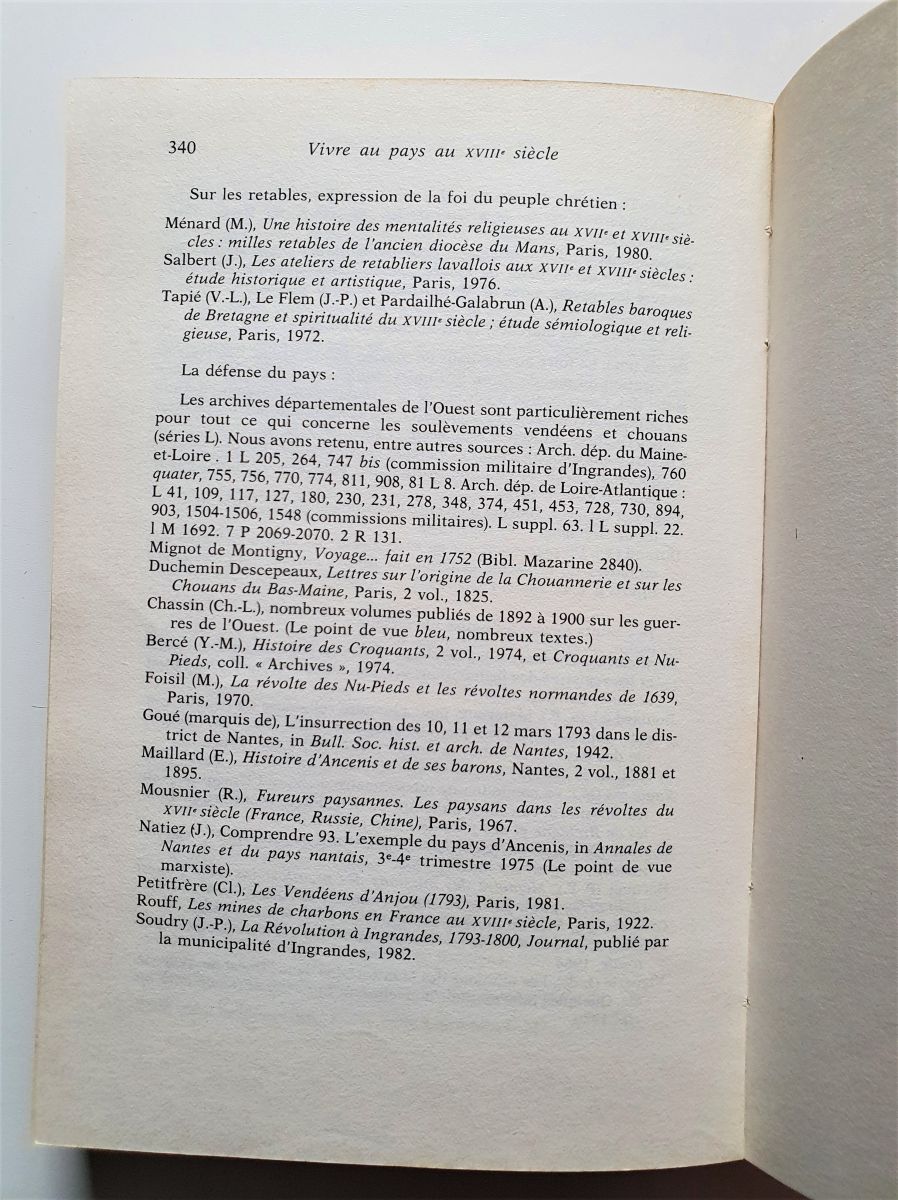 340 Vivre au pays au XVIIIe siècle
Sur les retables, expression de la foi du peuple chrétien :
Ménard (M.), Une histoire des mentalités religieuses au XVIIe et XVIIIe siè-
cles : milles retables de l'ancien diocèse du Mans, Paris, 1980.
Salbert (J.), Les ateliers de retabliers lavallois aux XVIIe et XVIIIe siècles :
étude historique et artistique, Paris, 1976.
Tapié (V.-L.), Le Flem (J.-P.) et Pardailhé-Galabrun (A.), Retables baroques
de Bretagne et spiritualité du XVIIIe siècle ; étude sémiologique et reli-
gieuse, Paris, 1972.
La défense du pays :
Les archives départementales de l'Ouest sont particulièrement riches
pour tout ce qui concerne les soulèvements vendéens et chouans
(séries L). Nous avons retenu, entre autres sources : Arch. dép. du Maine-
et-Loire . 1 L 205, 264, 747 bis (commission militaire d'Ingrandes), 760
quater, 755, 756, 770, 774, 811, 908, 81 L 8. Arch. dép. de Loire-Atlantique :
L 41, 109, 117, 127, 180, 230, 231, 278, 348, 374, 451, 453, 728, 730, 894,
903, 1504-1506, 1548 (commissions militaires). L suppl. 63. l L suppl. 22.
l M 1692. 7 P 2069-2070. 2 R 131.
Mignot de Montigny, Voyage... fait en 1752 (Bibl. Mazarine 2840).
Duchemin Descepeaux, Lettres sur l'origine de la Chouannerie et sur les
Chouans du Bas-Maine, Paris, 2 vol., 1825.
Chassin (Ch.-L.), nombreux volumes publiés de 1892 à 1900 sur les guer-
res de l'Ouest. (Le point de vue bleu, nombreux textes.)
Bercé (Y.-M.), Histoire des Croquants, 2 vol., 1974, et Croquants et Nu-
Pieds, coll. « Archives », 1974.
Foisil (M.), La révolte des Nu-Pieds et les révoltes normandes de 1639,
Paris, 1970.
Goué (marquis de), L'insurrection des 10, 11 et 12 mars 1793 dans le dis-
trict de Nantes, in Bull. Soc. hist. et arch. de Nantes, 1942.
Maillard (E.), Histoire d'Ancenis et de ses barons, Nantes, 2 vol., 1881 et
1895.
Mousnier (R.), Fureurs paysannes. Les paysans dans les révoltes du
XVIIe siècle (France, Russie, Chine), Paris, 1967.
Natiez (J.), Comprendre 93. L'exemple du pays d'Ancenis, in Annales de
Nantes et du pays nantais, 3e-4e trimestre 1975 (Le point de vue
marxiste).
Petitfrère (Cl.), Les Vendéens d'Anjou (1793), Paris, 1981.
Rouff, Les mines de charbons en France au XVIIIe siècle, Paris, 1922.
Soudry (J.-P.), La Révolution à Ingrandes, 1793-1800, Journal, publié par
la municipalité d'Ingrandes, 1982.